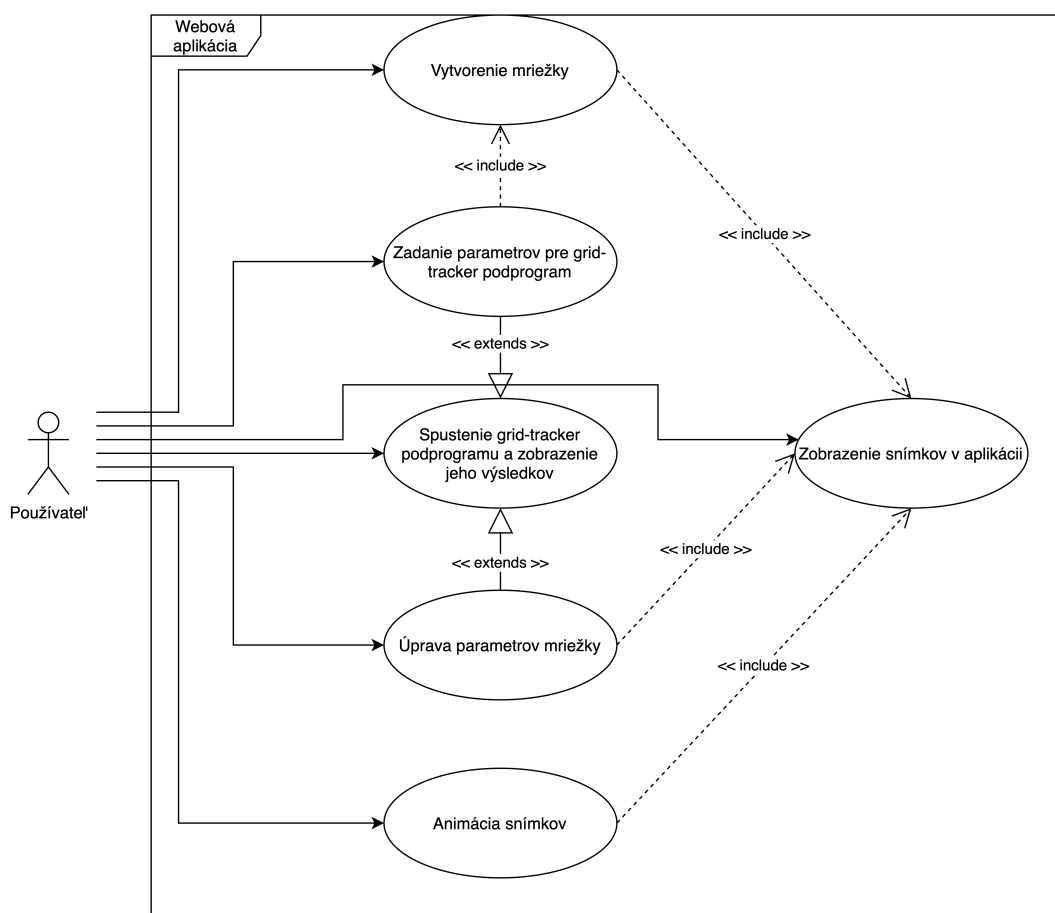 Webová
aplikácia
Vytvorenie mriežky
<< include >>
<< include >>
Zadanie parametrov pre grid-
tracker podprogram
<< extends >>
Spustenie grid-tracker
podprogramu a zobrazenie
jeho výsledkov
Zobrazenie snímkov v aplikácii
Používateľ
<< include >>
<< extends >>
Úprava parametrov mriežky
<< include >>
Animácia snímkov